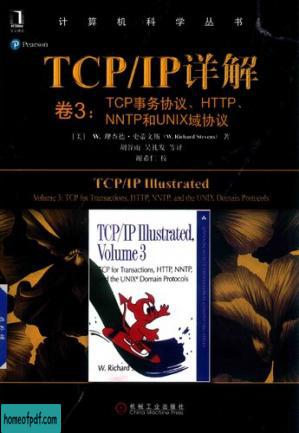 计算机科学丛书
Pearson
TCP/IP详解
卷3：TCP事务协议、HTTP、
NNTP和UNIX域协议
[美] W. 理查德·史蒂文斯 (W. Richard Stevens) 著
胡谷雨 吴礼发 等译
谢希仁 校
TCP/IP Illustrated
Volume 3: TCP for Transactions, HTTP, NNTP, and the UNIX Domain Protocols
TCP/IP Illustrated,
Volume 3
TCP for Transactions, HTTP, NNTP,
and the UNIX® Domain Protocols
W. Richard
机械工业出版社
China Machine Press
homeofpdf.com